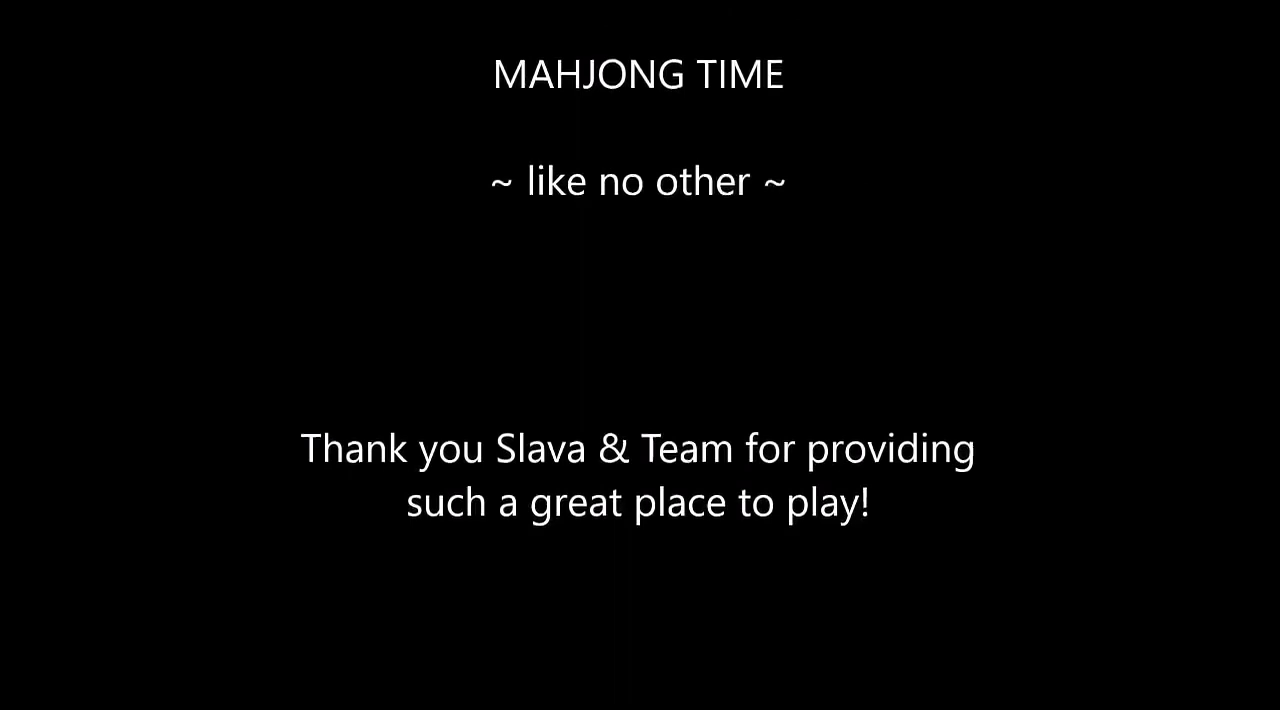 MAHJONG TIME
~ like no other ~
Thank you Slava & Team for providing
such a great place to play!